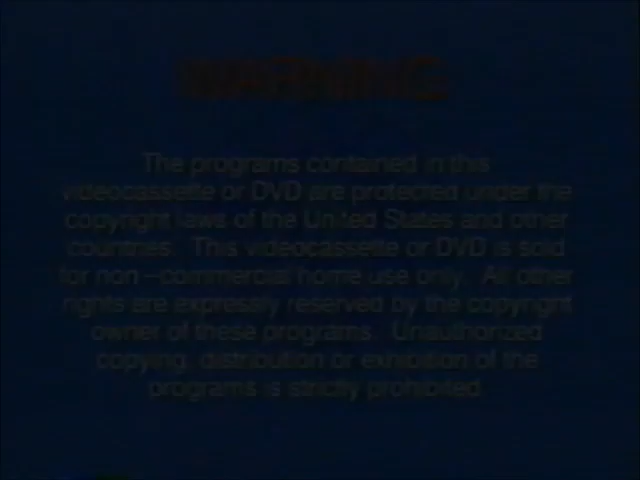 WARNING
The programs contained in this
videocassette or DVD are protected under the
copyright laws of the United States and other
countries. This videocassette or DVD is sold
for non-commercial home use only. All other
rights are expressly reserved by the copyright
owner of these programs. Unauthorized
copying, distribution or exhibition of the
programs is strictly prohibited.